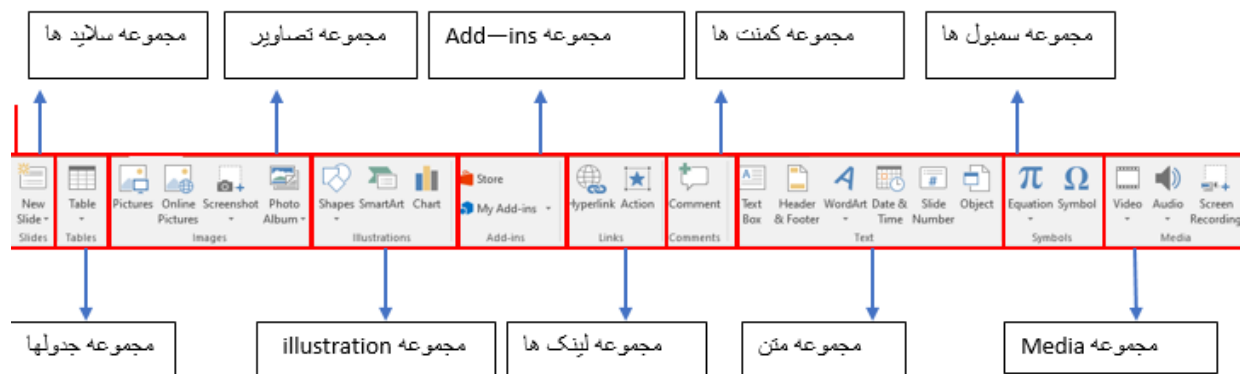 مجموعه سلاید ها
مجموعه تصاویر
مجموعه Add—ins
مجموعه کمنت ها
مجموعه سمبول ها
New Slide
Slides
Table
Tables
Pictures
Online Pictures
Screenshot
Photo Album
Images
Shapes
SmartArt
Chart
Illustrations
Store
My Add-ins
Add-ins
Hyperlink
Action
Links
Comment
Comments
Text Box
Header & Footer
WordArt
Date & Time
Slide Number
#
Object
Text
π
Equation
Ω
Symbol
Symbols
Video
Audio
Screen Recording
Media
مجموعه جدولها
مجموعه illustration
مجموعه لینک ها
مجموعه متن
مجموعه Media